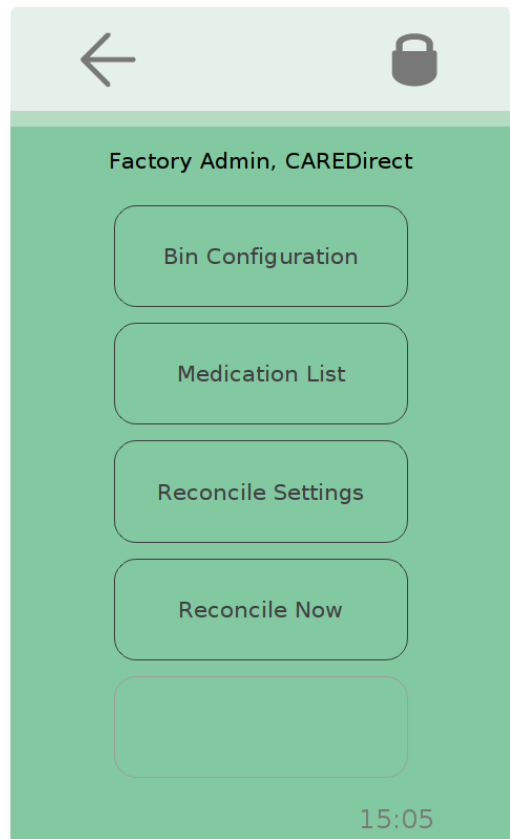 Factory Admin, CAREDirect
Bin Configuration
Medication List
Reconcile Settings
Reconcile Now
15:05